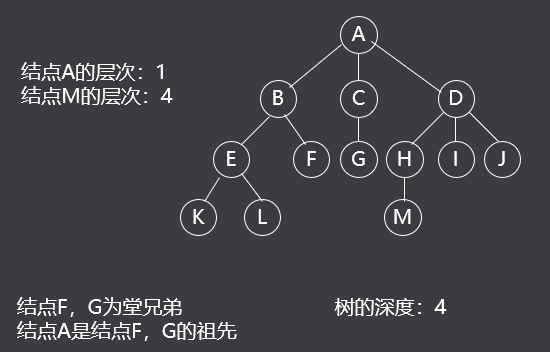 A
结点A的层次：1
结点M的层次：4
B C D
E F G H I J
K L M
结点F，G为堂兄弟
结点A是结点F，G的祖先
树的深度：4